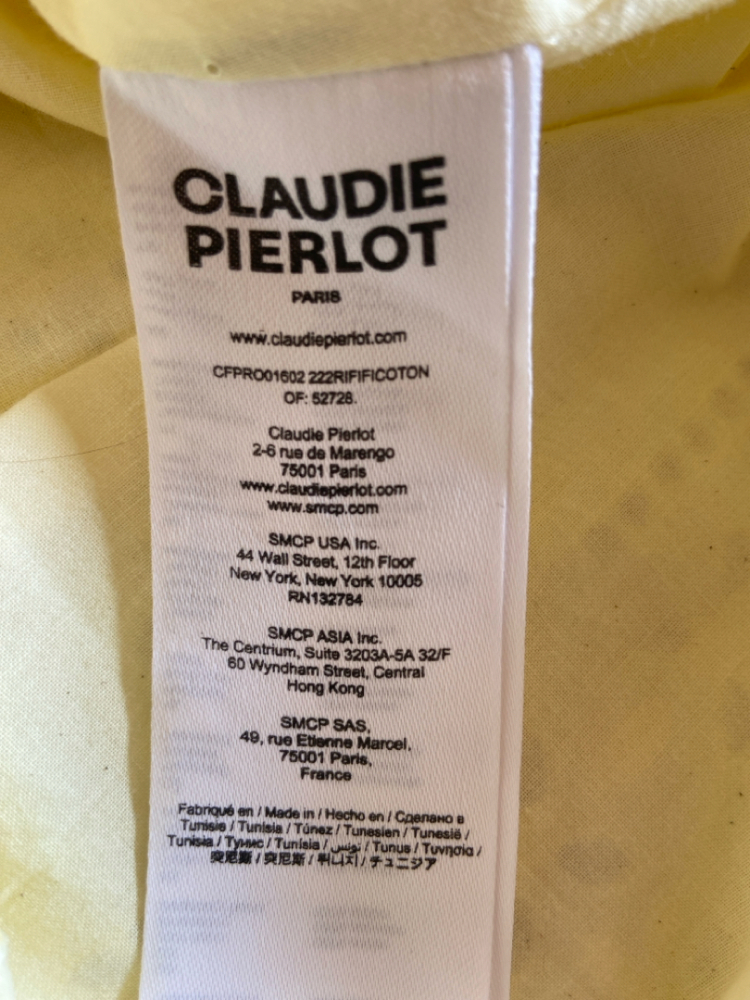 CLAUDIE
PIERLOT
PARIS
www.claudiepierlot.com
CFPRO01602 222RIFIFICOTON
OF: 52728.
Claudie Pierlot
2-6 rue de Marengo
75001 Paris
www.claudiepierlot.com
www.smcp.com
SMCP USA Inc.
44 Wall Street, 12th Floor
New York, New York 10005
RN132784
SMCP ASIA Inc.
The Centrium, Suite 3203A-5A 32/F
60 Wyndham Street, Central
Hong Kong
SMCP SAS,
49, rue Etienne Marcel,
75001 Paris,
France
Fabriqué en / Made in / Hecho en / Сделано в
Tunisie / Tunisia / Túnez / Tunesien / Tunesië /
Tunísia / Тунис / Tunísia / تونس / Tunus / Τυνησία /
突尼斯 / 突尼斯 / 튀니지 / チュニジア